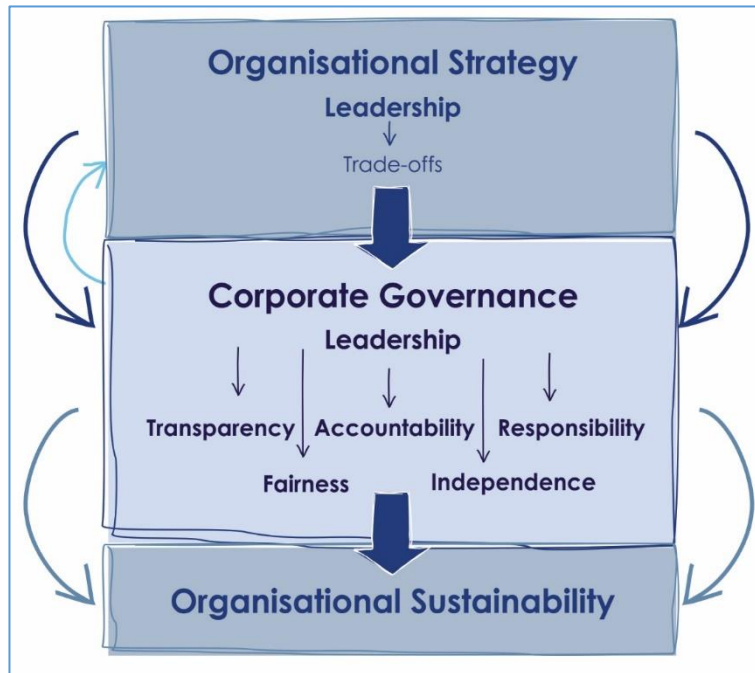 Organisational Strategy
Leadership
Trade-offs
Corporate Governance
Leadership
Transparency Accountability Responsibility
Fairness Independence
Organisational Sustainability